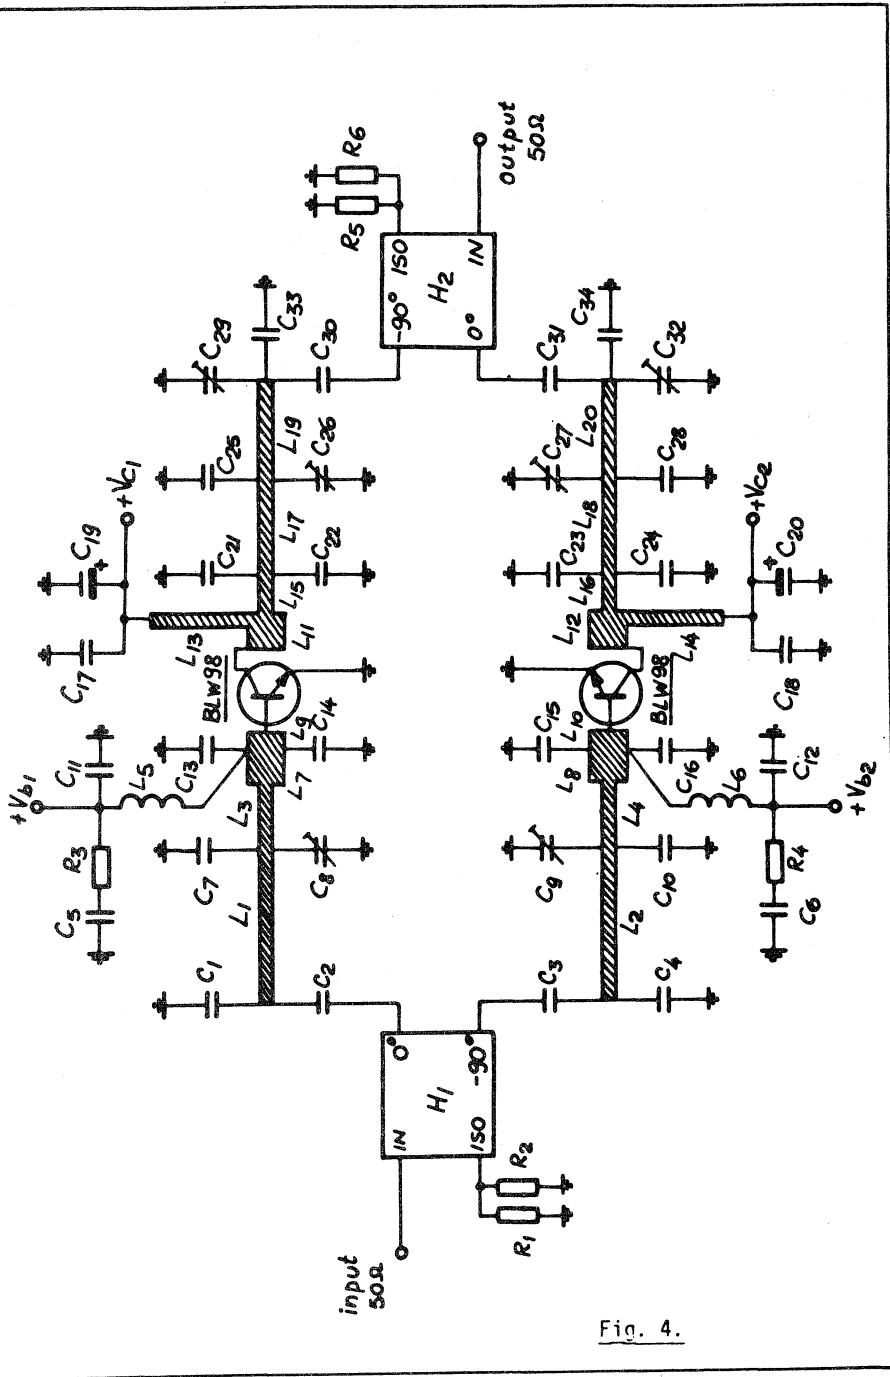 R6
R5
output
50Ω
ISO
IN
H2
-90°
0°
C33
C29
C30
C31
C34
C32
L19
L20
C25
C26
C27
C28
+Vc1
+Vc2
C19
+
C20
+
L17
L18
C21
C22
C23
C24
L15
L16
C17
C18
L13
L11
L12
L14
BLW98
BLW98
L9
C14
C15
L10
C11
L5
C13
L7
L8
C16
L6
C12
+Vb1
+Vb2
R3
L3
L4
R4
C5
C7
C8
C9
C10
C6
L1
L2
C1
C2
C3
C4
0°
-90°
H1
IN
ISO
R2
R1
input
50Ω
Fig. 4.